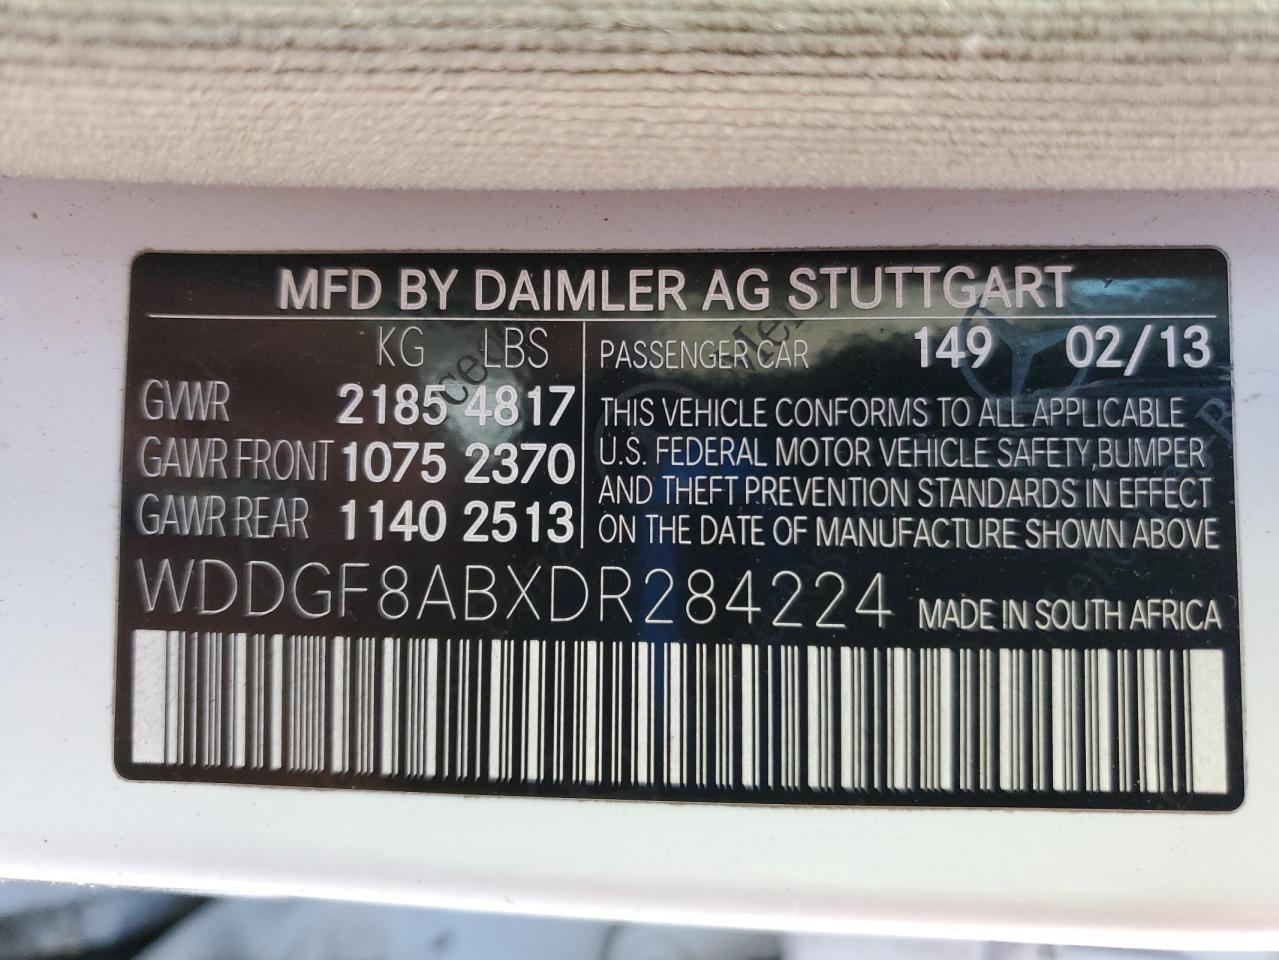 MFD BY DAIMLER AG STUTTGART
KG LBS
GVWR 2185 4817
GAWR FRONT 1075 2370
GAWR REAR 1140 2513
PASSENGER CAR 149 02/13
THIS VEHICLE CONFORMS TO ALL APPLICABLE
U.S. FEDERAL MOTOR VEHICLE SAFETY,BUMPER
AND THEFT PREVENTION STANDARDS IN EFFECT
ON THE DATE OF MANUFACTURE SHOWN ABOVE
WDDGF8ABXDR284224 MADE IN SOUTH AFRICA